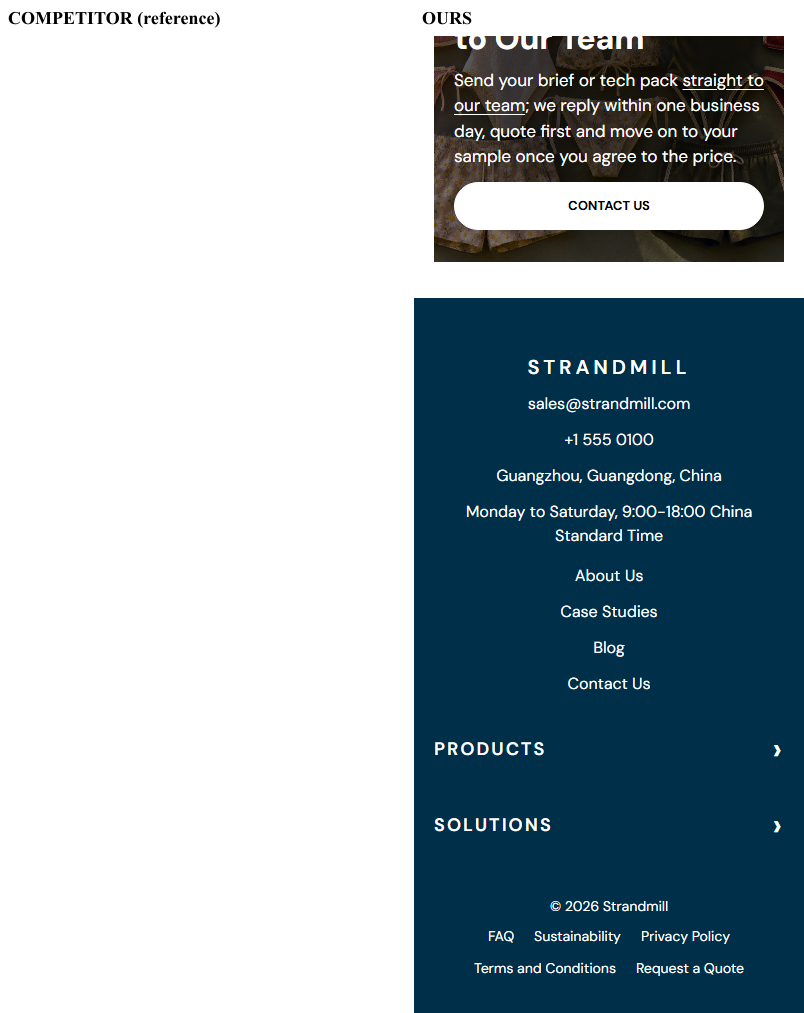 COMPETITOR (reference)
OURS
to Our Team
Send your brief or tech pack straight to
our team; we reply within one business
day, quote first and move on to your
sample once you agree to the price.
CONTACT US
STRANDMILL
sales@strandmill.com
+1 555 0100
Guangzhou, Guangdong, China
Monday to Saturday, 9:00-18:00 China
Standard Time
About Us
Case Studies
Blog
Contact Us
PRODUCTS
SOLUTIONS
© 2026 Strandmill
FAQ Sustainability Privacy Policy
Terms and Conditions Request a Quote